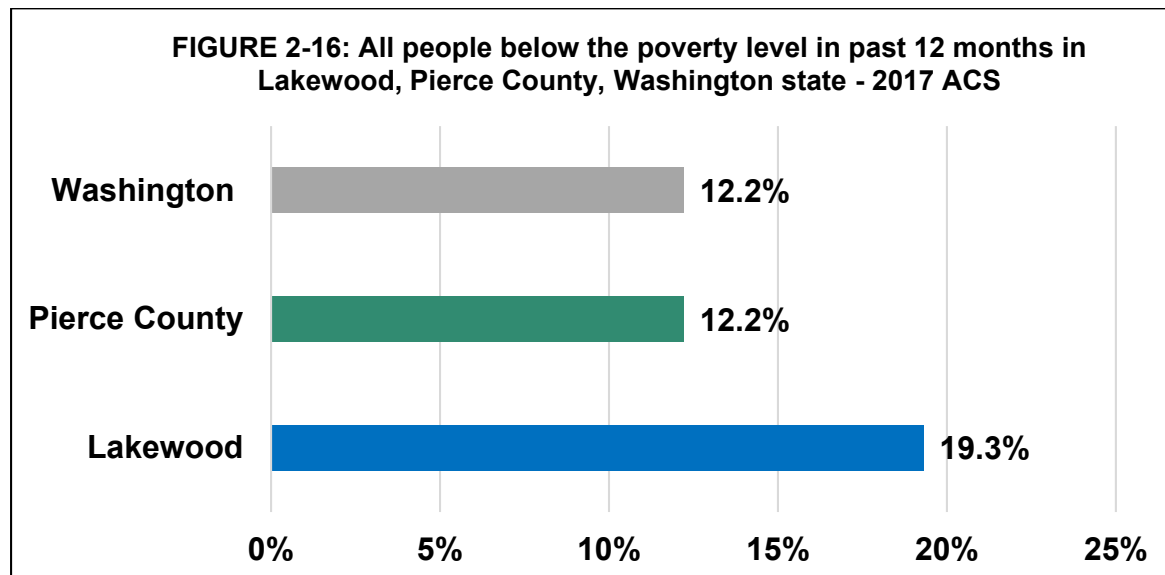 FIGURE 2-16: All people below the poverty level in past 12 months in
Lakewood, Pierce County, Washington state - 2017 ACS
Washington 12.2%
Pierce County 12.2%
Lakewood 19.3%
0% 5% 10% 15% 20% 25%